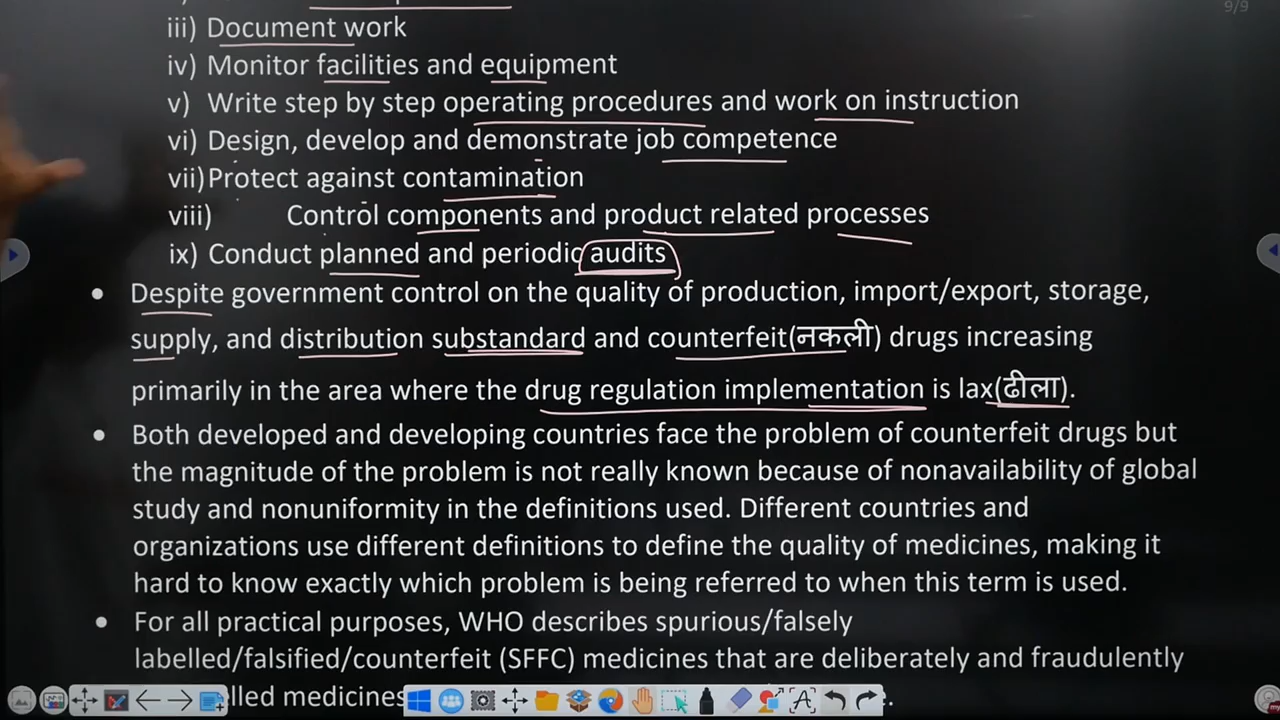 9/9
iii) Document work
iv) Monitor facilities and equipment
v) Write step by step operating procedures and work on instruction
vi) Design, develop and demonstrate job competence
vii) Protect against contamination
viii) Control components and product related processes
ix) Conduct planned and periodic audits
• Despite government control on the quality of production, import/export, storage,
supply, and distribution substandard and counterfeit(नकली) drugs increasing
primarily in the area where the drug regulation implementation is lax(ढीला).
• Both developed and developing countries face the problem of counterfeit drugs but
the magnitude of the problem is not really known because of nonavailability of global
study and nonuniformity in the definitions used. Different countries and
organizations use different definitions to define the quality of medicines, making it
hard to know exactly which problem is being referred to when this term is used.
• For all practical purposes, WHO describes spurious/falsely
labelled/falsified/counterfeit (SFFC) medicines that are deliberately and fraudulently
lled medicines